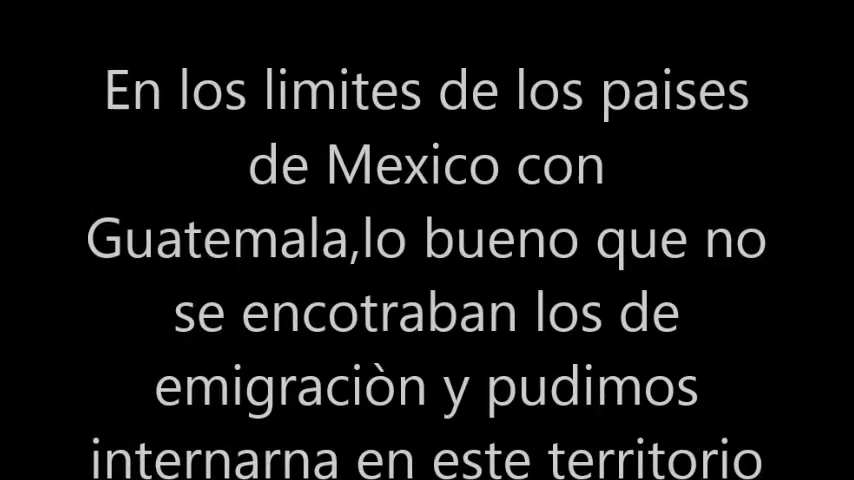 En los limites de los paises
de Mexico con
Guatemala,lo bueno que no
se encotraban los de
emigraciòn y pudimos
internarna en este territorio